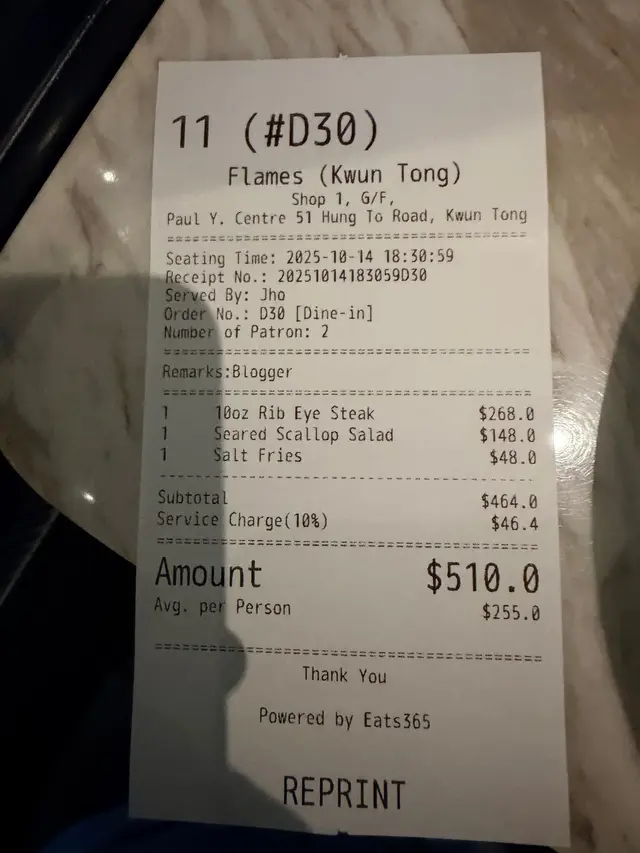 11 (#D30)
Flames (Kwun Tong)
Shop 1, G/F,
Paul Y. Centre 51 Hung To Road, Kwun Tong
Seating Time: 2025-10-14 18:30:59
Receipt No.: 20251014183059D30
Served By: Jho
Order No.: D30 [Dine-in]
Number of Patron: 2
Remarks:Blogger
1 10oz Rib Eye Steak $268.0
1 Seared Scallop Salad $148.0
1 Salt Fries $48.0
Subtotal $464.0
Service Charge(10%) $46.4
Amount $510.0
Avg. per Person $255.0
Thank You
Powered by Eats365
REPRINT